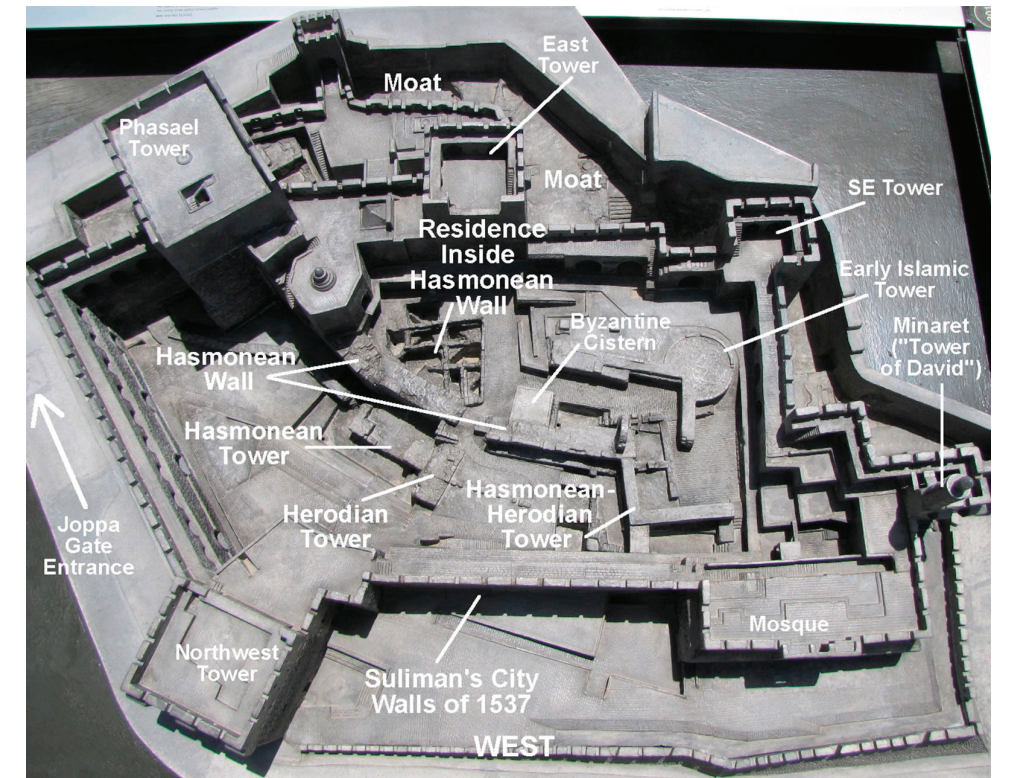 East
Tower
Moat
Phasael
Tower
Moat
SE Tower
Residence
Inside
Hasmonean
Wall
Early Islamic
Tower
Byzantine
Cistern
Minaret
("Tower
of David")
Hasmonean
Wall
Hasmonean
Tower
Hasmonean-
Herodian
Tower
Herodian
Tower
Joppa
Gate
Entrance
Mosque
Northwest
Tower
Suliman's City
Walls of 1537
WEST